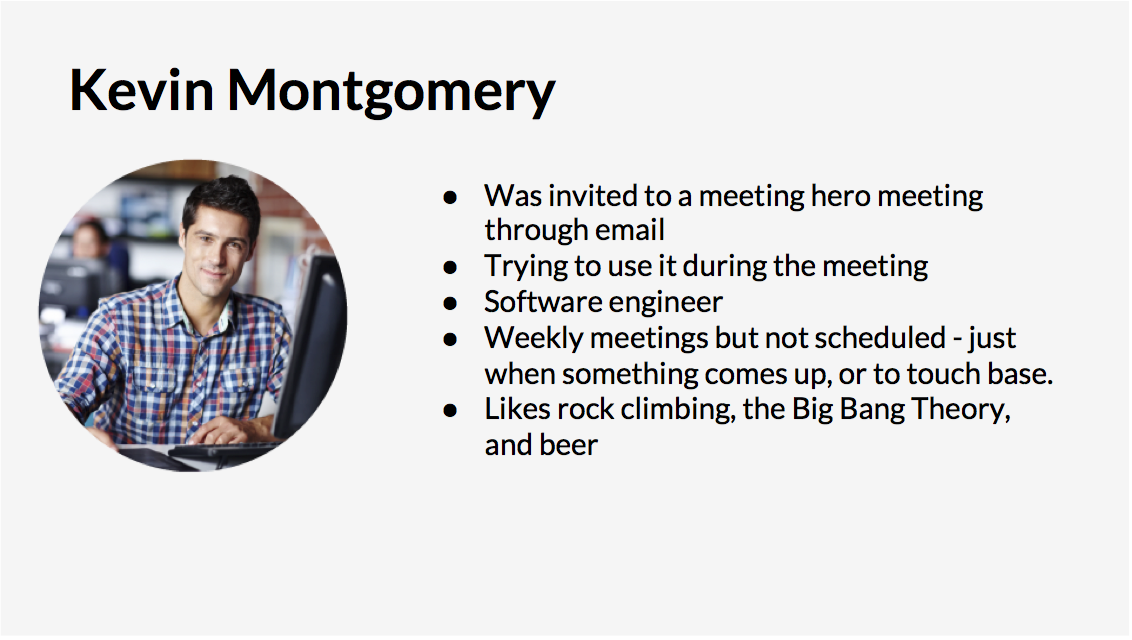 Kevin Montgomery
● Was invited to a meeting hero meeting
through email
● Trying to use it during the meeting
● Software engineer
● Weekly meetings but not scheduled - just
when something comes up, or to touch base.
● Likes rock climbing, the Big Bang Theory,
and beer